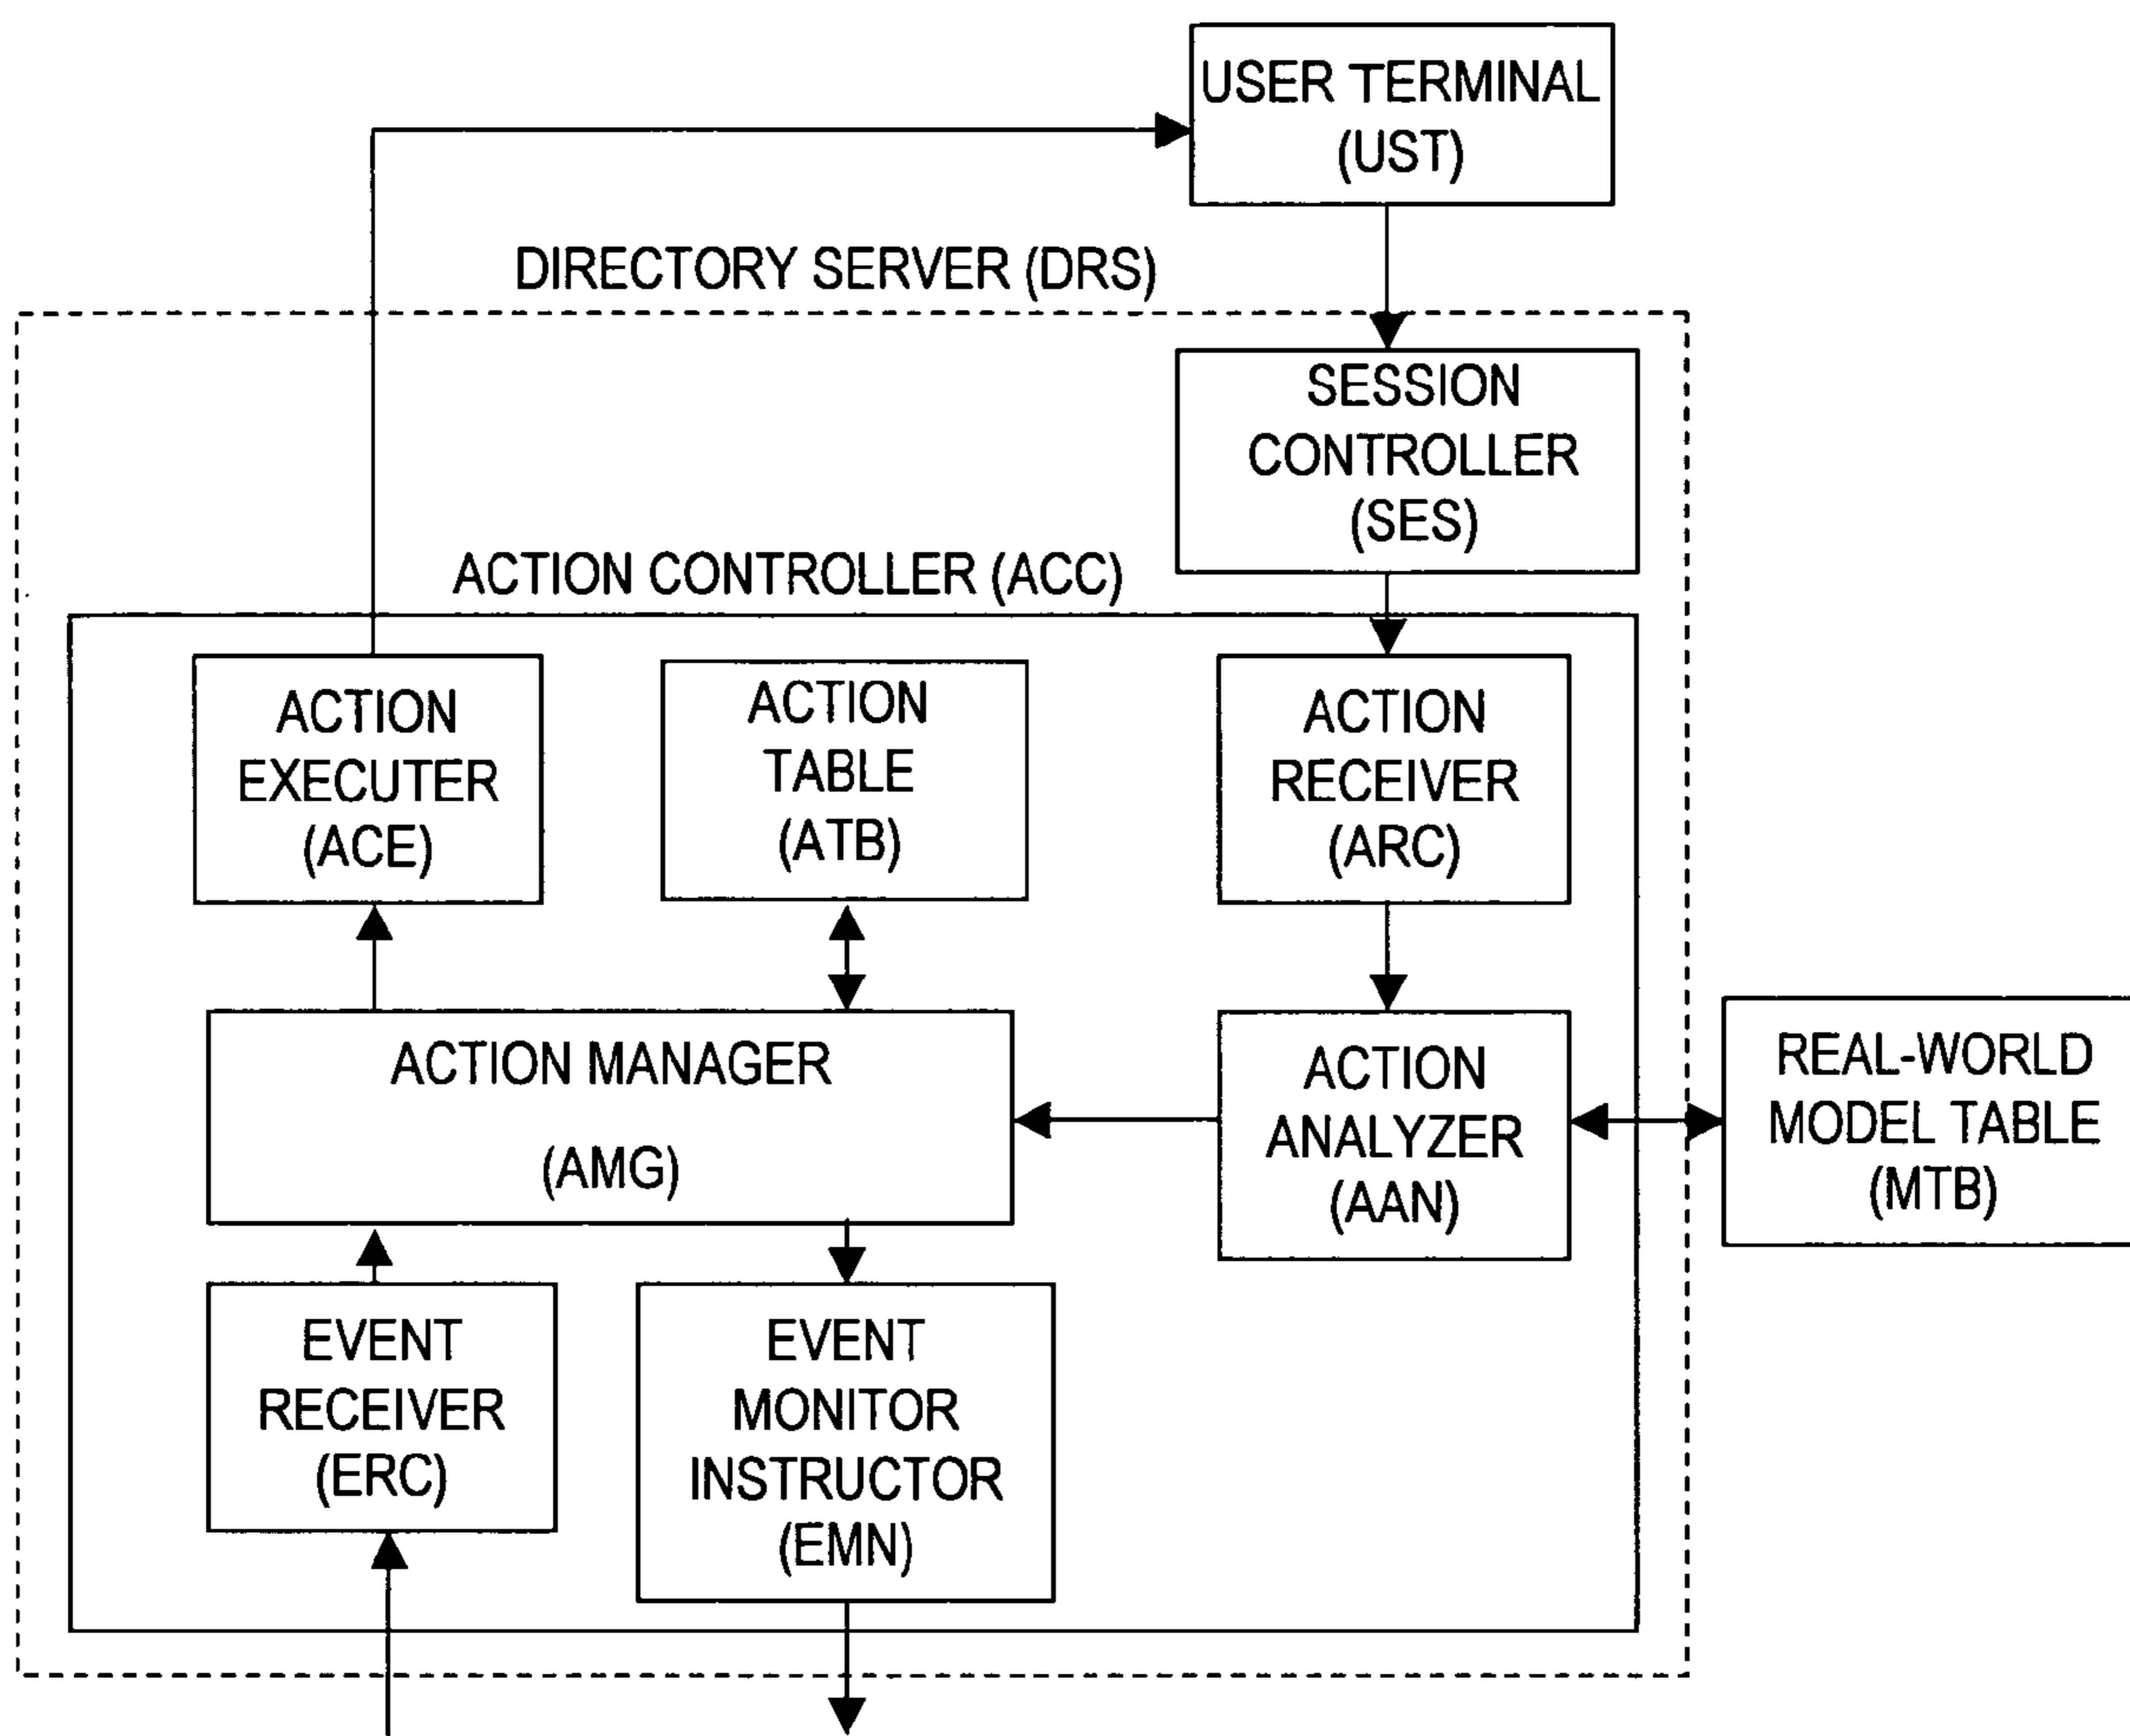 USER TERMINAL
(UST)
DIRECTORY SERVER (DRS)
SESSION
CONTROLLER
(SES)
ACTION CONTROLLER (ACC)
ACTION
EXECUTER
(ACE)
ACTION
TABLE
(ATB)
ACTION
RECEIVER
(ARC)
ACTION MANAGER
(AMG)
ACTION
ANALYZER
(AAN)
REAL-WORLD
MODEL TABLE
(MTB)
EVENT
RECEIVER
(ERC)
EVENT
MONITOR
INSTRUCTOR
(EMN)